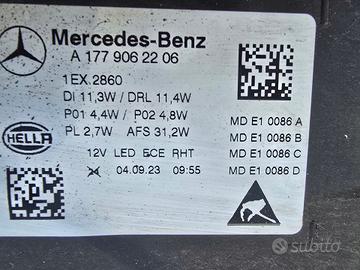 Mercedes-Benz
A 177 906 22 06
1EX.2860
DI 11,3W / DRL 11,4W
P01 4,4W / P02 4,8W
PL 2,7W AFS 31,2W
12V LED ECE RHT
04.09.23 09:55
HELLA
MD E1 0086 A
MD E1 0086 B
MD E1 0086 C
MD E1 0086 D
subito